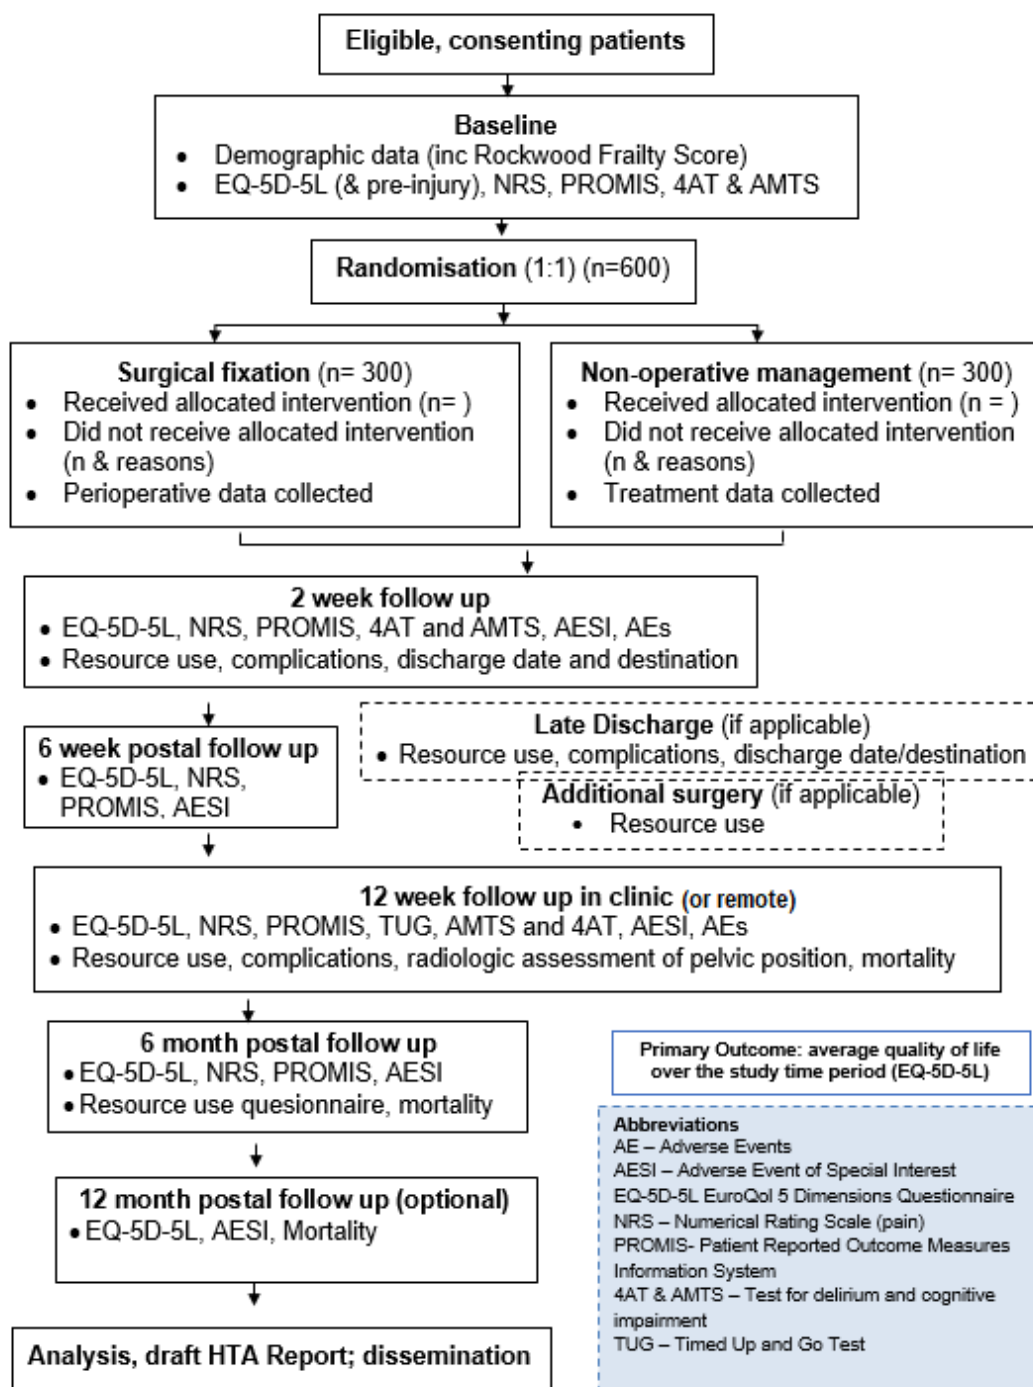 Eligible, consenting patients
Baseline
• Demographic data (inc Rockwood Frailty Score)
• EQ-5D-5L (& pre-injury), NRS, PROMIS, 4AT & AMTS
Randomisation (1:1) (n=600)
Surgical fixation (n= 300)
• Received allocated intervention (n= )
• Did not receive allocated intervention
(n & reasons)
• Perioperative data collected
Non-operative management (n= 300)
• Received allocated intervention (n = )
• Did not receive allocated intervention
(n & reasons)
• Treatment data collected
2 week follow up
• EQ-5D-5L, NRS, PROMIS, 4AT and AMTS, AESI, AEs
• Resource use, complications, discharge date and destination
6 week postal follow up
• EQ-5D-5L, NRS,
PROMIS, AESI
Late Discharge (if applicable)
• Resource use, complications, discharge date/destination
Additional surgery (if applicable)
• Resource use
12 week follow up in clinic (or remote)
• EQ-5D-5L, NRS, PROMIS, TUG, AMTS and 4AT, AESI, AEs
• Resource use, complications, radiologic assessment of pelvic position, mortality
6 month postal follow up
• EQ-5D-5L, NRS, PROMIS, AESI
• Resource use quesionnaire, mortality
12 month postal follow up (optional)
• EQ-5D-5L, AESI, Mortality
Analysis, draft HTA Report; dissemination
Primary Outcome: average quality of life
over the study time period (EQ-5D-5L)
Abbreviations
AE – Adverse Events
AESI – Adverse Event of Special Interest
EQ-5D-5L EuroQol 5 Dimensions Questionnaire
NRS – Numerical Rating Scale (pain)
PROMIS- Patient Reported Outcome Measures
Information System
4AT & AMTS – Test for delirium and cognitive
impairment
TUG – Timed Up and Go Test